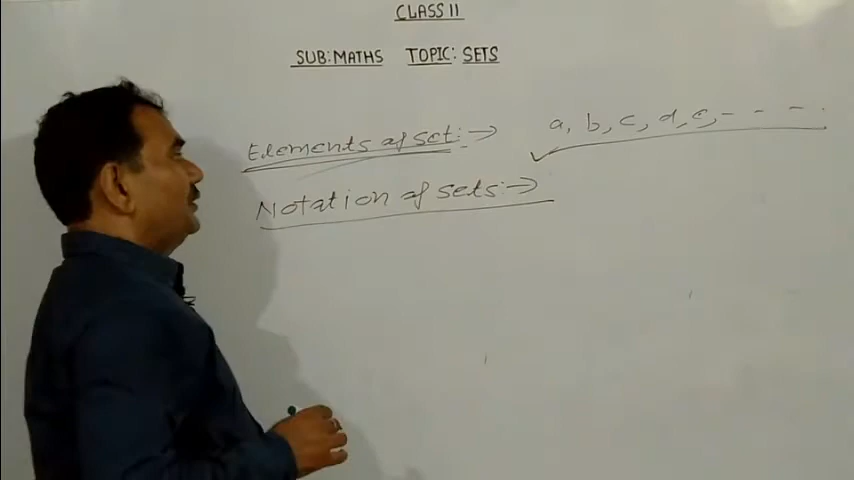 CLASS 11
SUB: MATHS TOPIC: SETS
Elements of set:→ a, b, c, d, e, - - - .
Notation of sets:→